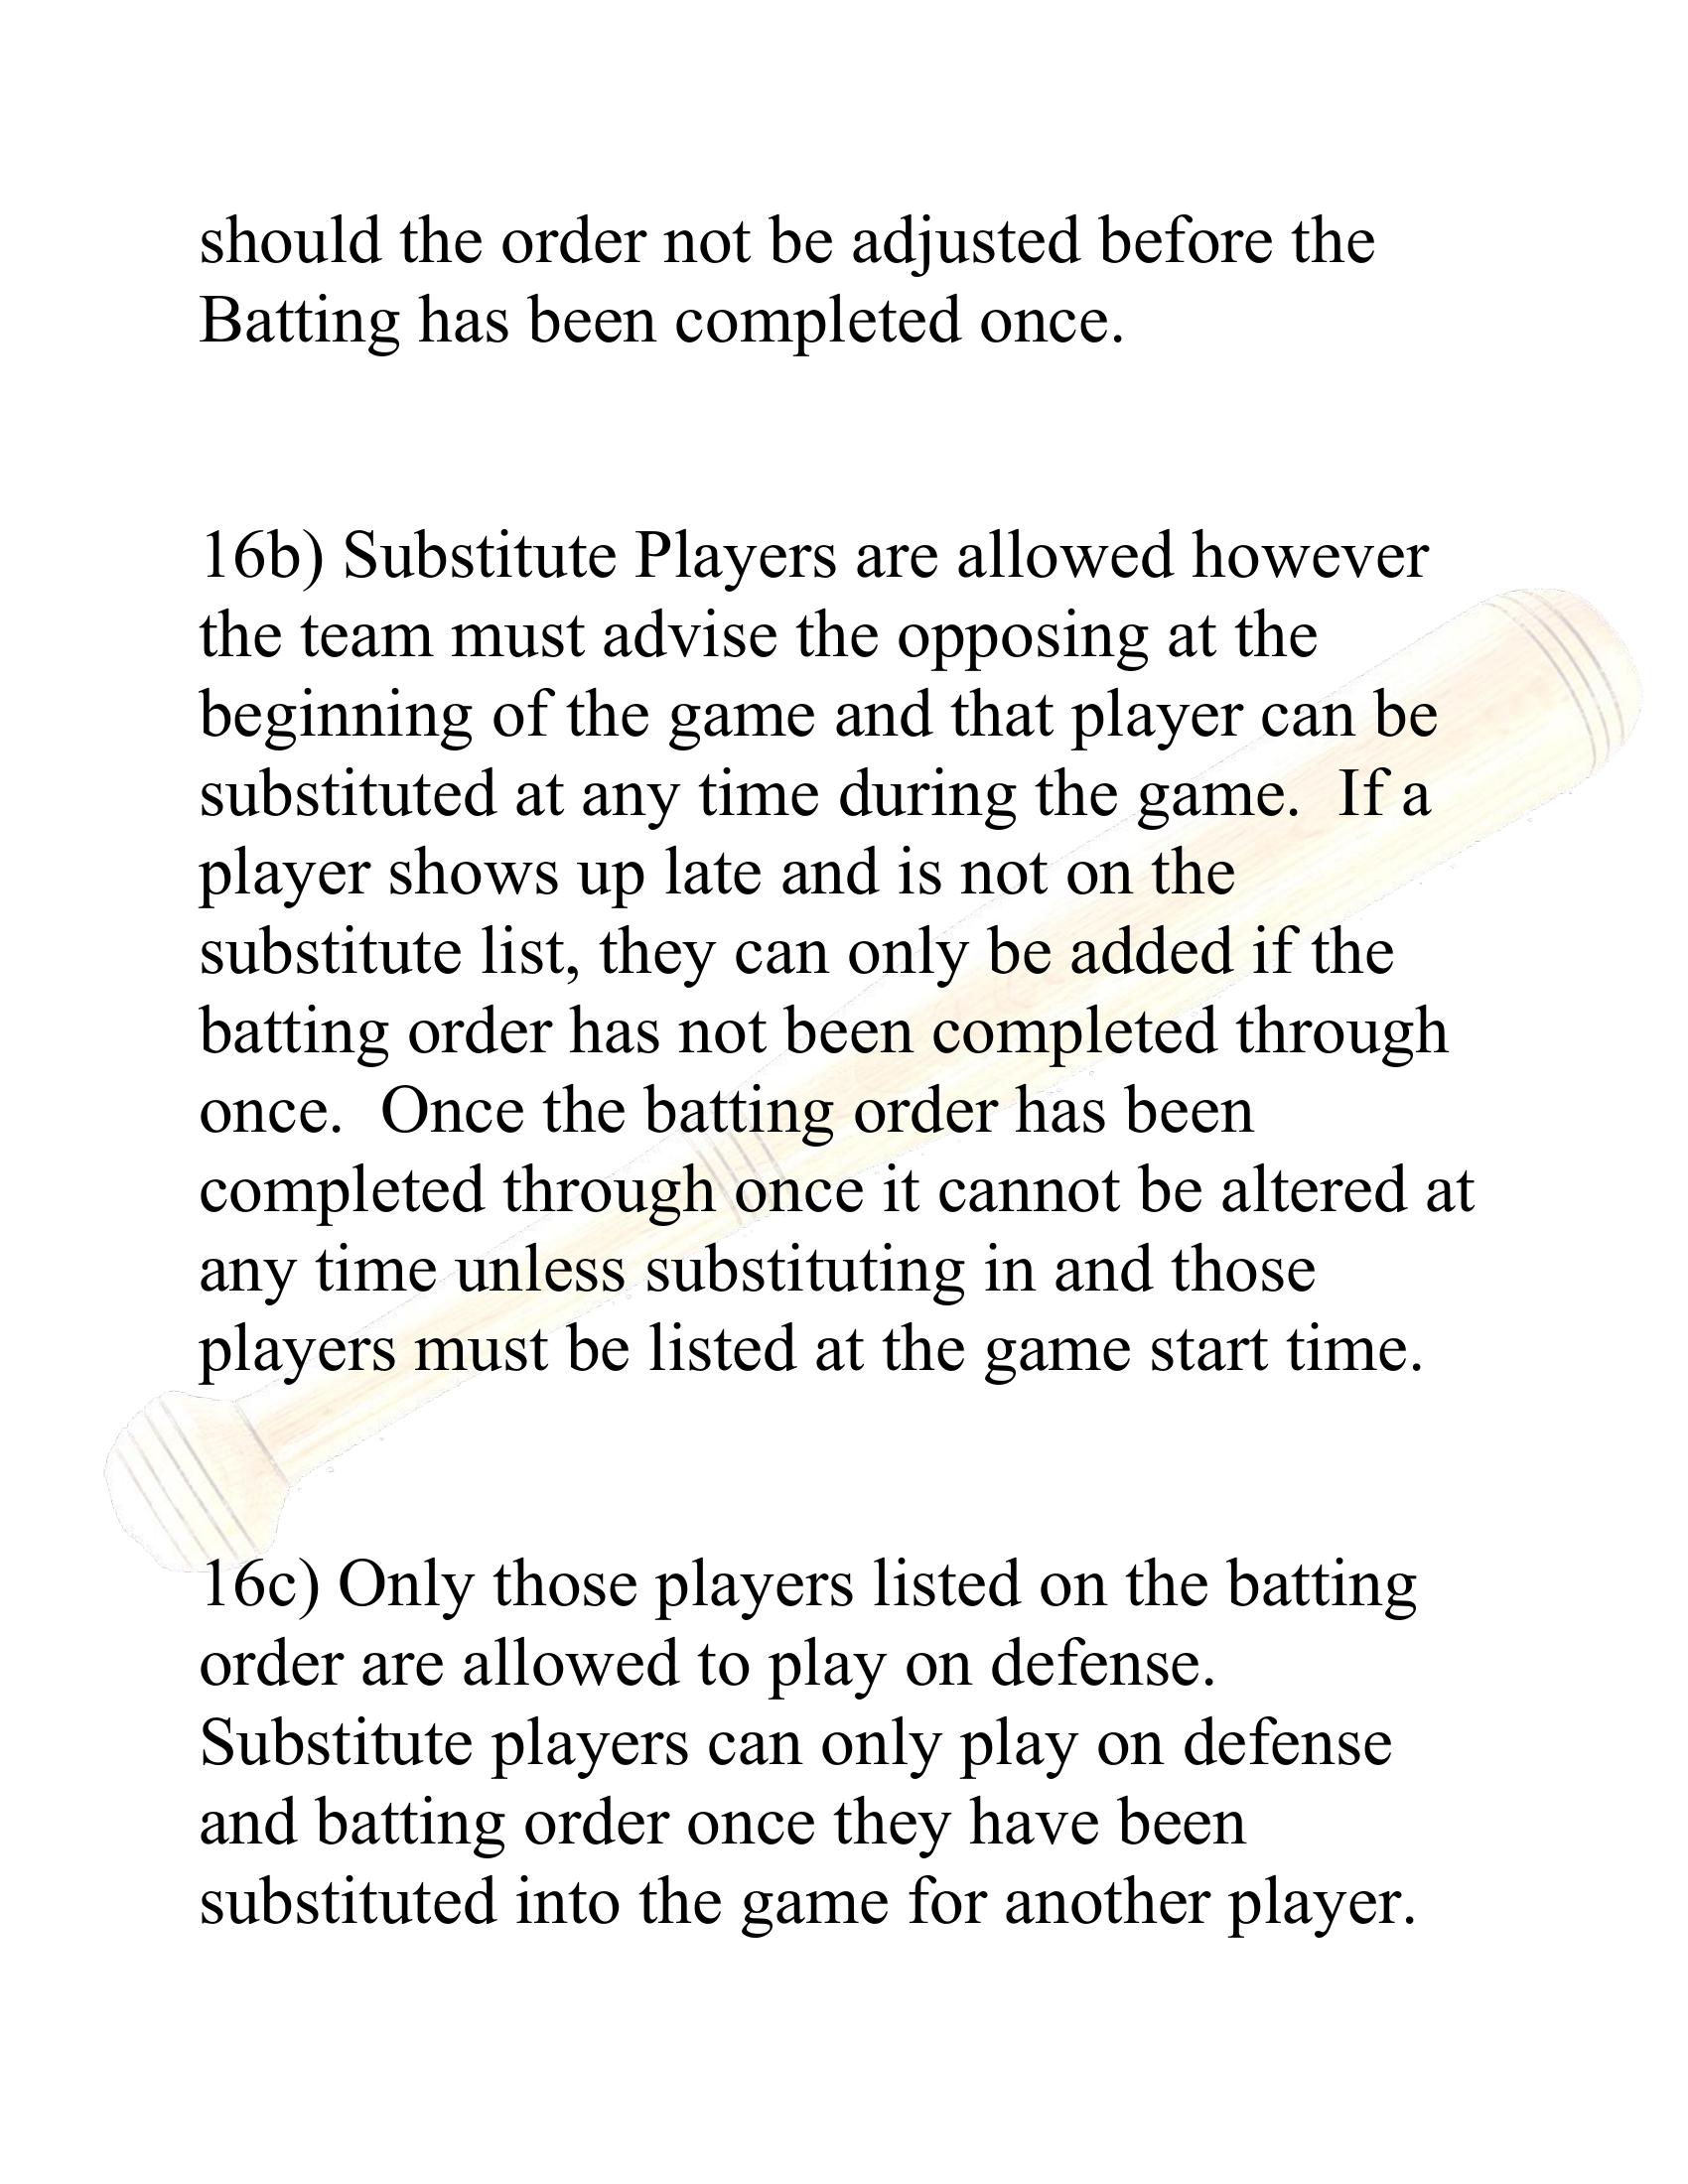 should the order not be adjusted before the
Batting has been completed once.
16b) Substitute Players are allowed however
the team must advise the opposing at the
beginning of the game and that player can be
substituted at any time during the game.  If a
player shows up late and is not on the
substitute list, they can only be added if the
batting order has not been completed through
once.  Once the batting order has been
completed through once it cannot be altered at
any time unless substituting in and those
players must be listed at the game start time.
16c) Only those players listed on the batting
order are allowed to play on defense.
Substitute players can only play on defense
and batting order once they have been
substituted into the game for another player.